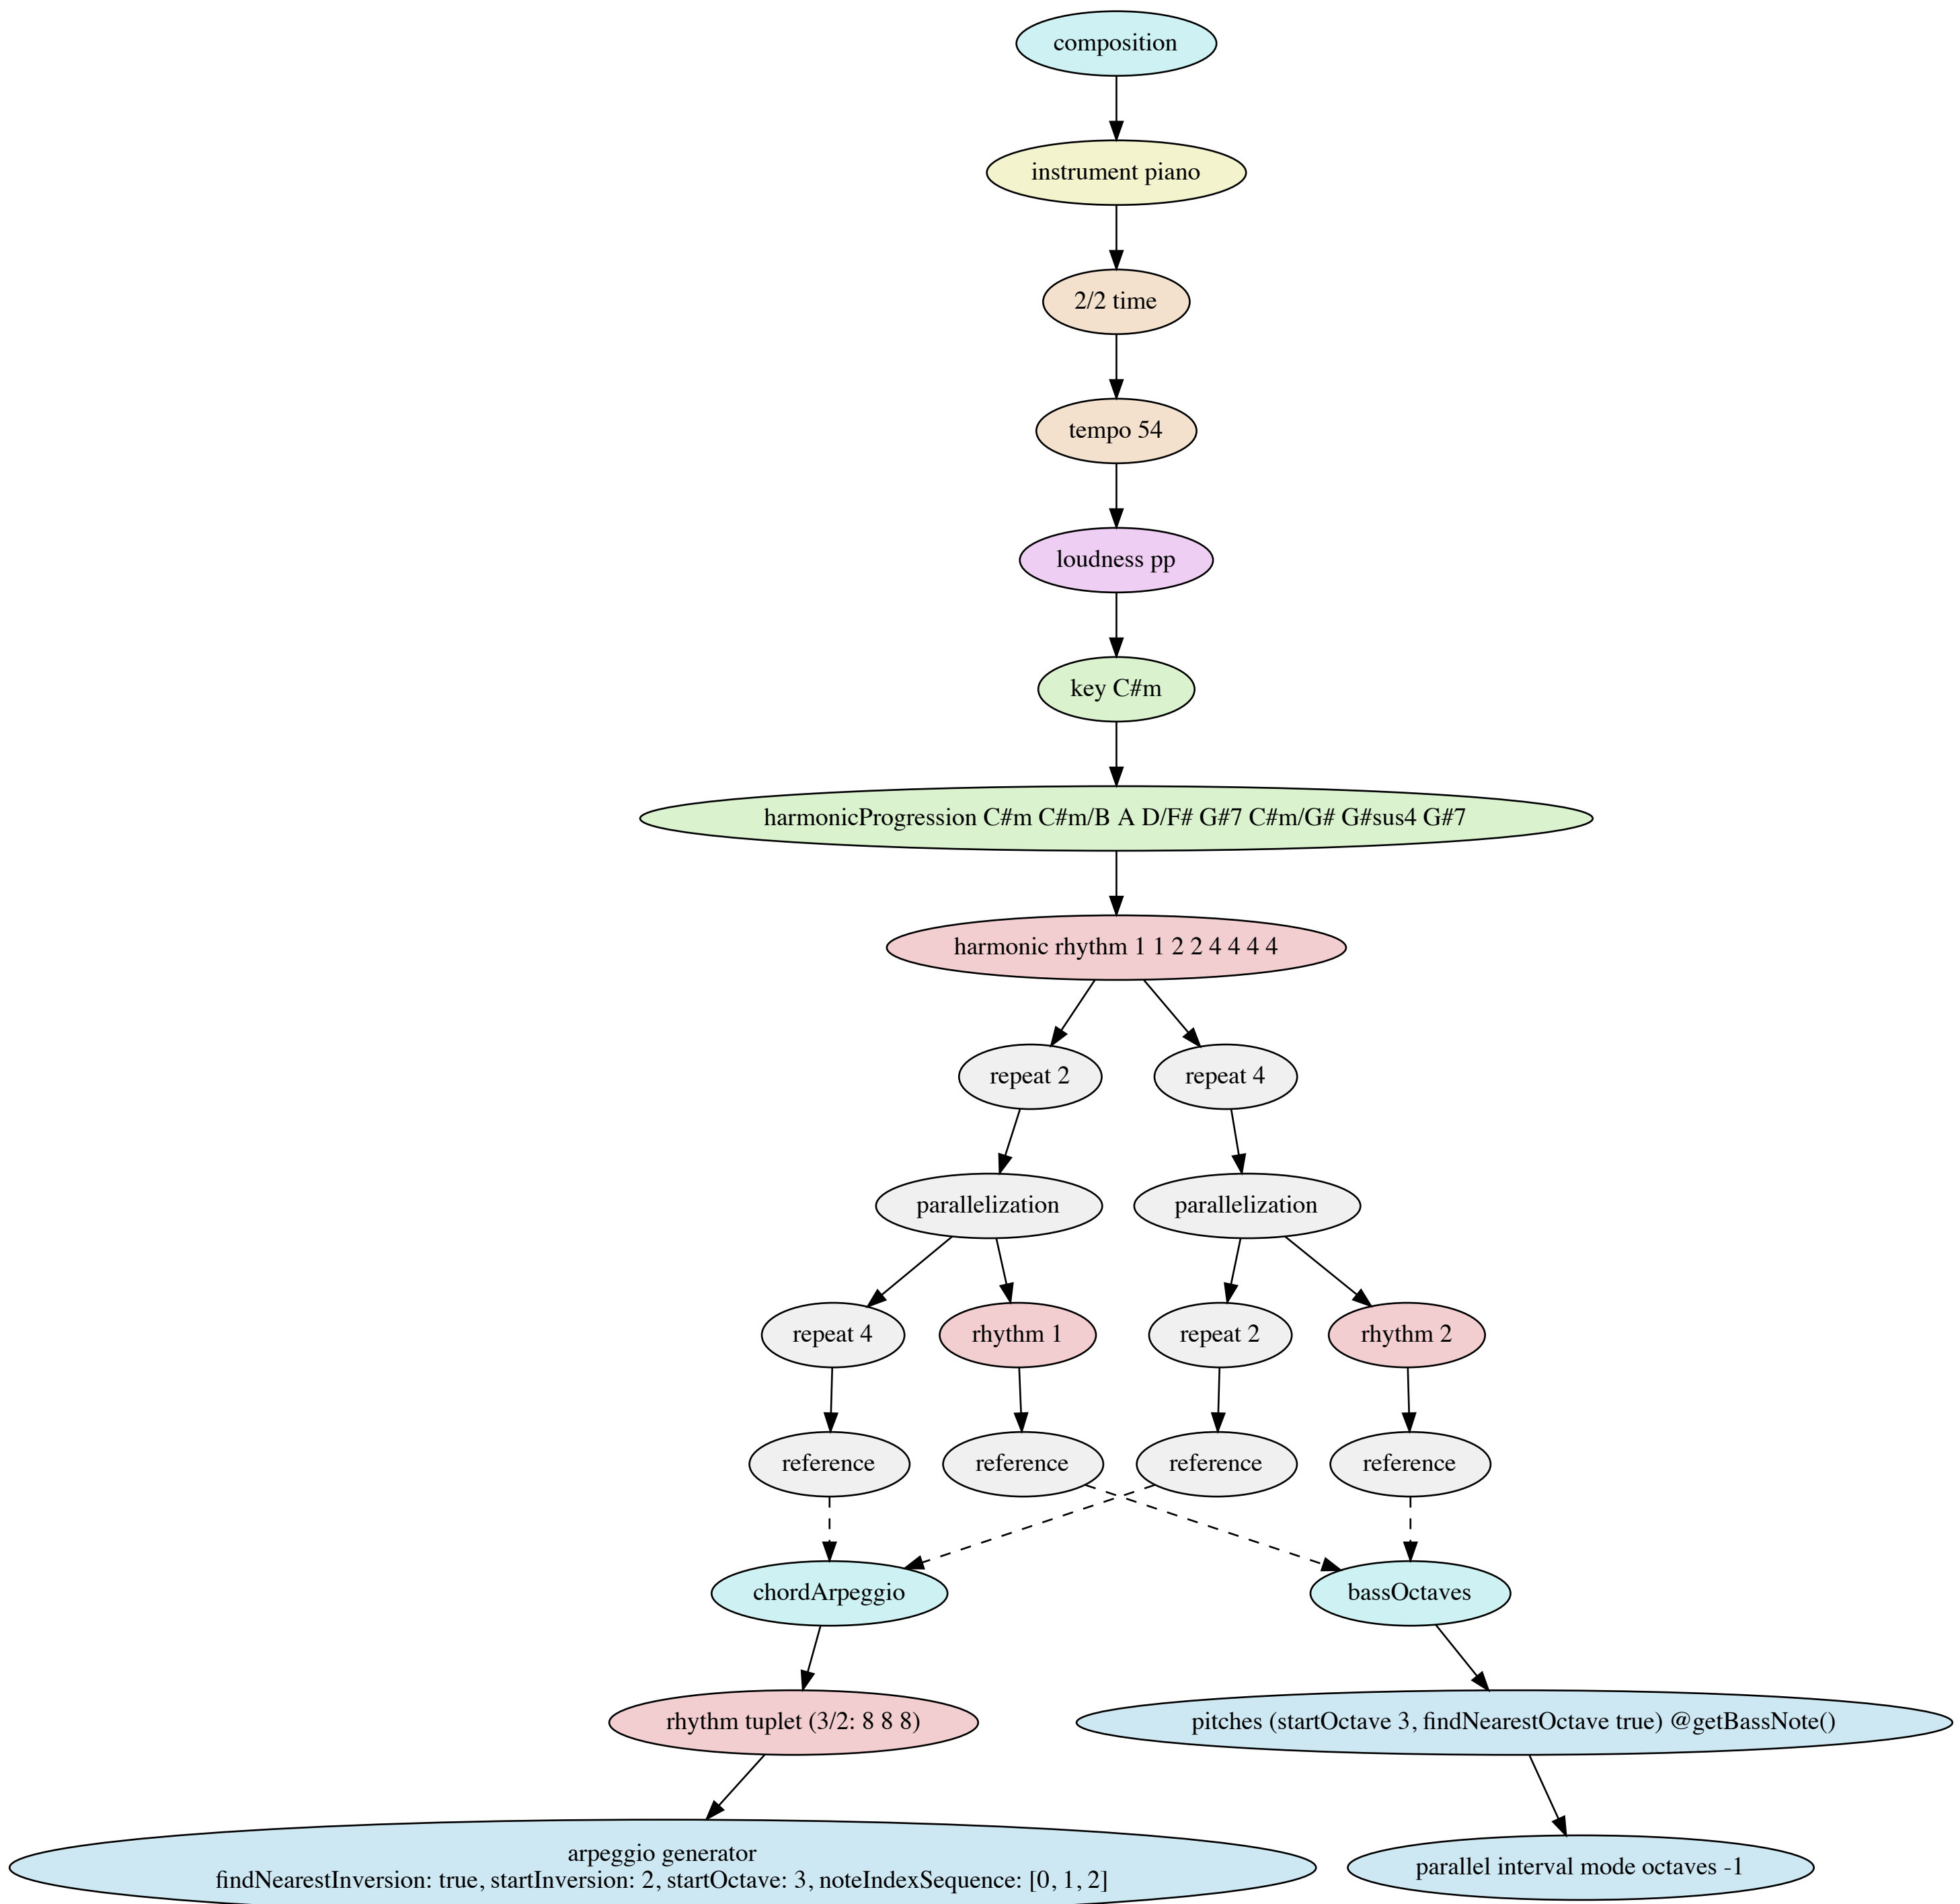 composition
instrument piano
2/2 time
tempo 54
loudness pp
key C#m
harmonicProgression C#m C#m/B A D/F# G#7 C#m/G# G#sus4 G#7
harmonic rhythm 1 1 2 2 4 4 4 4
repeat 2
repeat 4
parallelization
parallelization
repeat 4
rhythm 1
repeat 2
rhythm 2
reference
reference
reference
reference
chordArpeggio
bassOctaves
rhythm tuplet (3/2: 8 8 8)
pitches (startOctave 3, findNearestOctave true) @getBassNote()
arpeggio generator
findNearestInversion: true, startInversion: 2, startOctave: 3, noteIndexSequence: [0, 1, 2]
parallel interval mode octaves -1